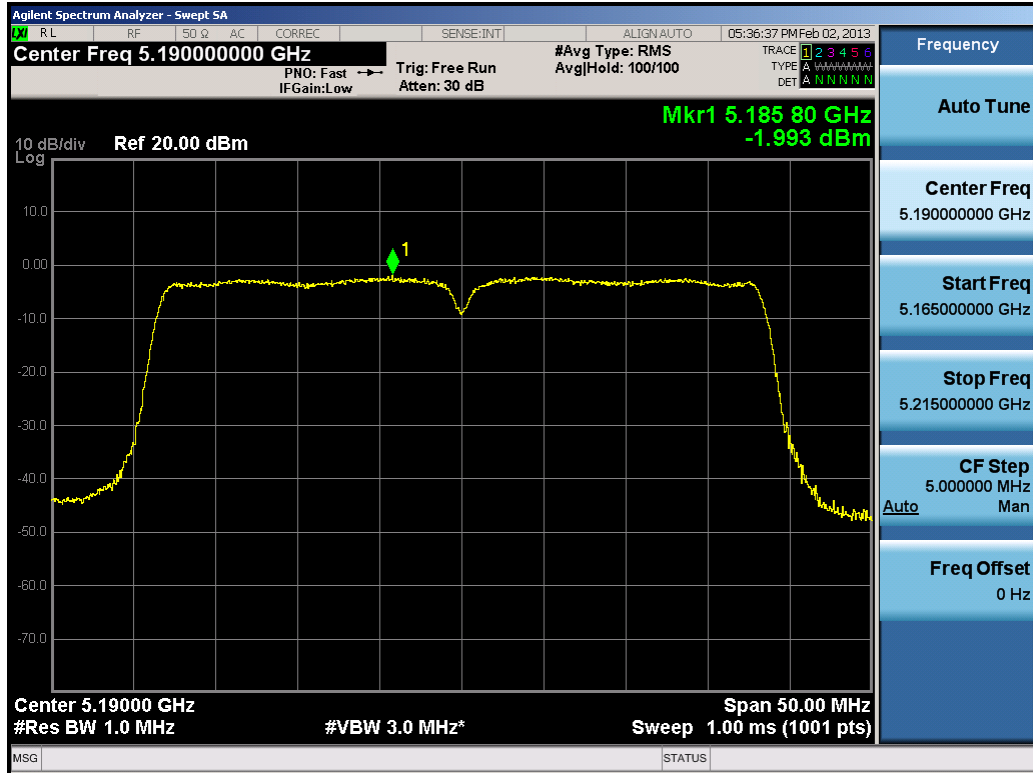 Agilent Spectrum Analyzer - Swept SA
LXI RL RF 50 Ω AC CORREC SENSE:INT ALIGN AUTO 05:36:37 PM Feb 02, 2013
Center Freq 5.190000000 GHz
PNO: Fast
IFGain:Low
Trig: Free Run
Atten: 30 dB
#Avg Type: RMS
Avg|Hold: 100/100
TRACE 1 2 3 4 5 6
TYPE A WWWWW
DET A N N N N N
Mkr1 5.185 80 GHz
-1.993 dBm
10 dB/div Ref 20.00 dBm
Log
10.0
0.00
1
-10.0
-20.0
-30.0
-40.0
-50.0
-60.0
-70.0
Center 5.19000 GHz Span 50.00 MHz
#Res BW 1.0 MHz #VBW 3.0 MHz* Sweep 1.00 ms (1001 pts)
MSG STATUS
Frequency
Auto Tune
Center Freq
5.190000000 GHz
Start Freq
5.165000000 GHz
Stop Freq
5.215000000 GHz
CF Step
5.000000 MHz
Auto Man
Freq Offset
0 Hz